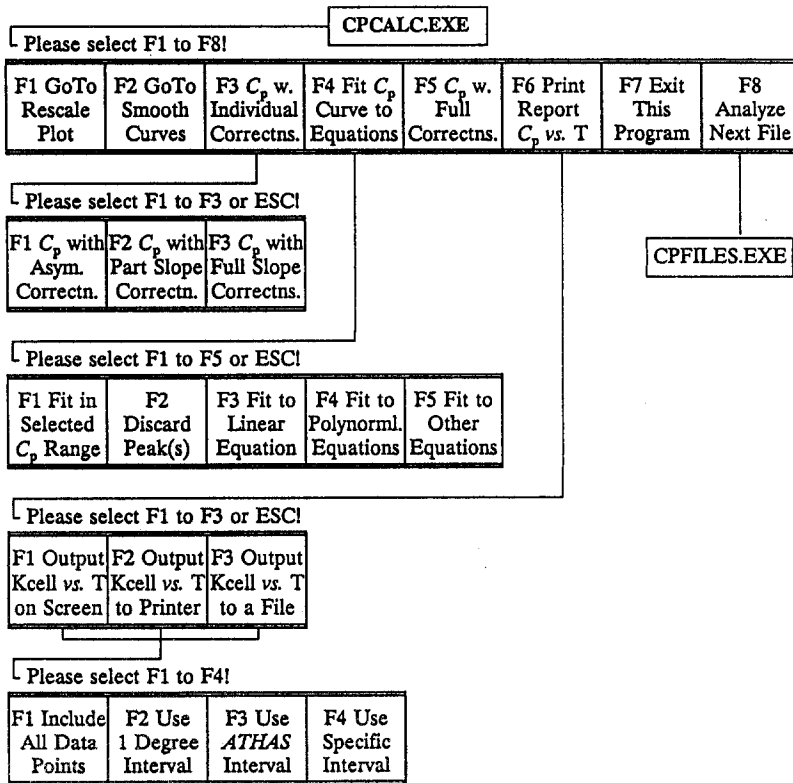 CPCALC.EXE
Please select F1 to F8!
F1 GoTo
Rescale
Plot
F2 GoTo
Smooth
Curves
F3 Cp w.
Individual
Correctns.
F4 Fit Cp
Curve to
Equations
F5 Cp w.
Full
Correctns.
F6 Print
Report
Cp vs. T
F7 Exit
This
Program
F8
Analyze
Next File
Please select F1 to F3 or ESC!
F1 Cp with
Asym.
Correctn.
F2 Cp with
Part Slope
Correctn.
F3 Cp with
Full Slope
Correctns.
CPFILES.EXE
Please select F1 to F5 or ESC!
F1 Fit in
Selected
Cp Range
F2
Discard
Peak(s)
F3 Fit to
Linear
Equation
F4 Fit to
Polynorml.
Equations
F5 Fit to
Other
Equations
Please select F1 to F3 or ESC!
F1 Output
Kcell vs. T
on Screen
F2 Output
Kcell vs. T
to Printer
F3 Output
Kcell vs. T
to a File
Please select F1 to F4!
F1 Include
All Data
Points
F2 Use
1 Degree
Interval
F3 Use
ATHAS
Interval
F4 Use
Specific
Interval